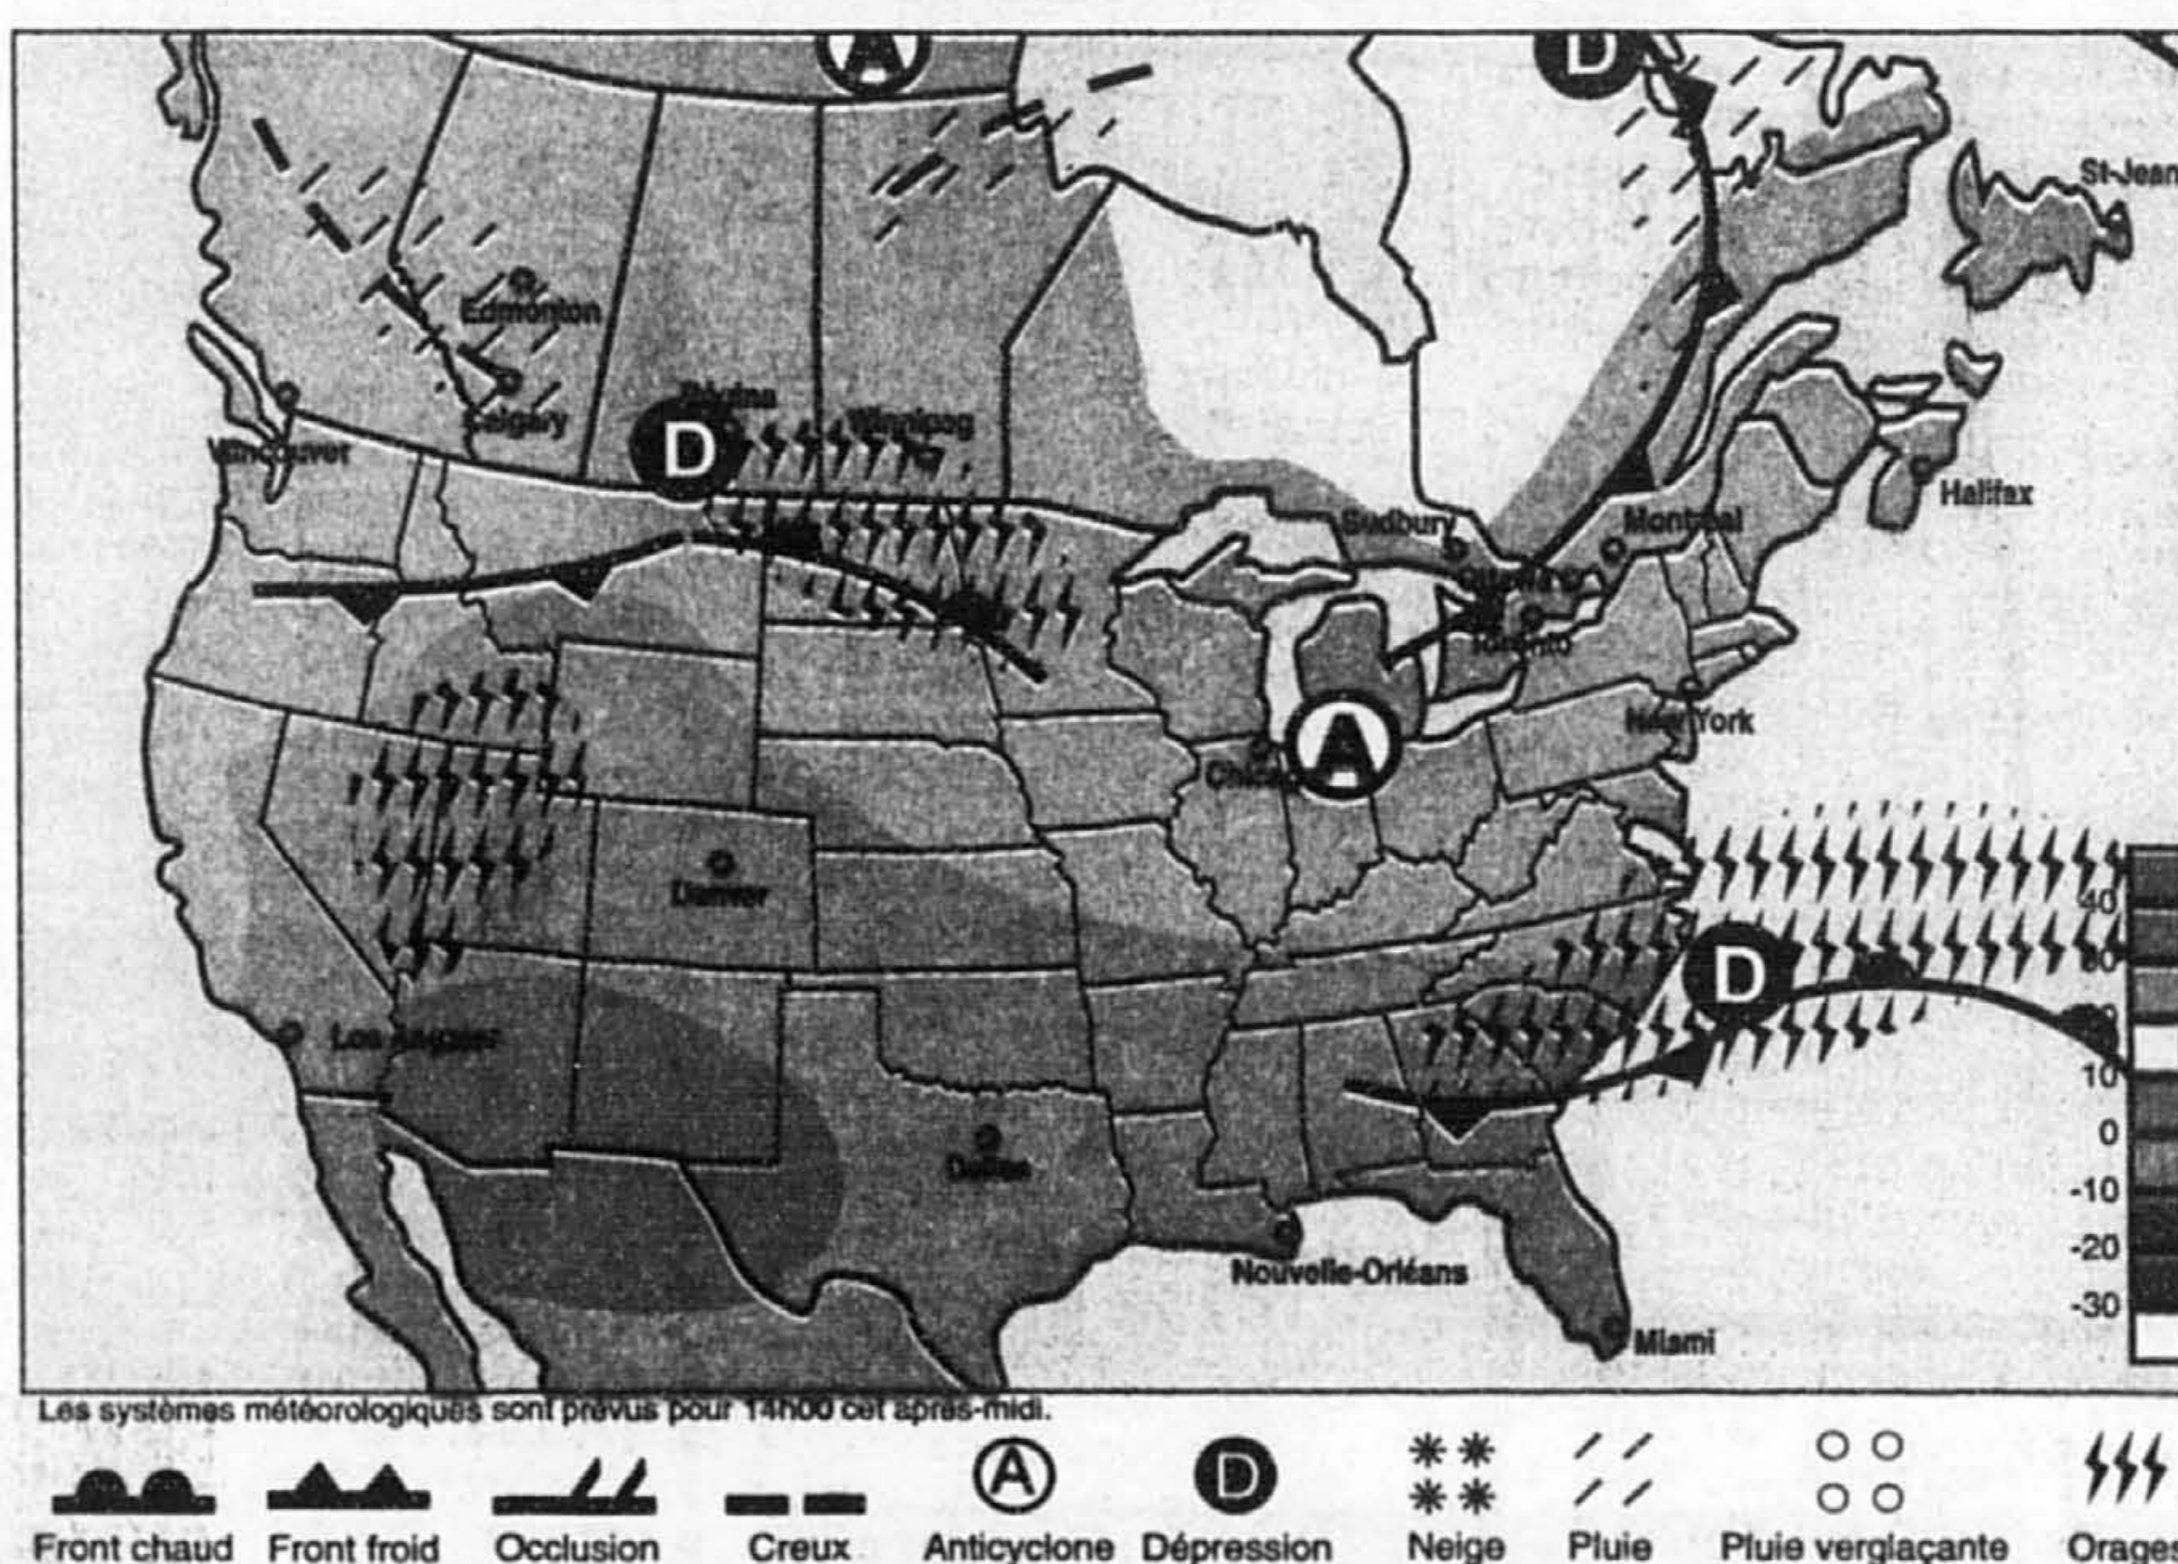 A
D
St-Jean
Edmonton
Calgary
Winnipeg
Vancouver
D
Sudbury
Montréal
Halifax
Toronto
New York
A
Denver
40
D
Los Angeles
10
0
Dallas
-10
-20
Nouvelle-Orléans
-30
Miami
Les systèmes météorologiques sont prévus pour 14h00 cet après-midi.
A D
Front chaud Front froid Occlusion Creux Anticyclone Dépression Neige Pluie Pluie verglaçante Orages